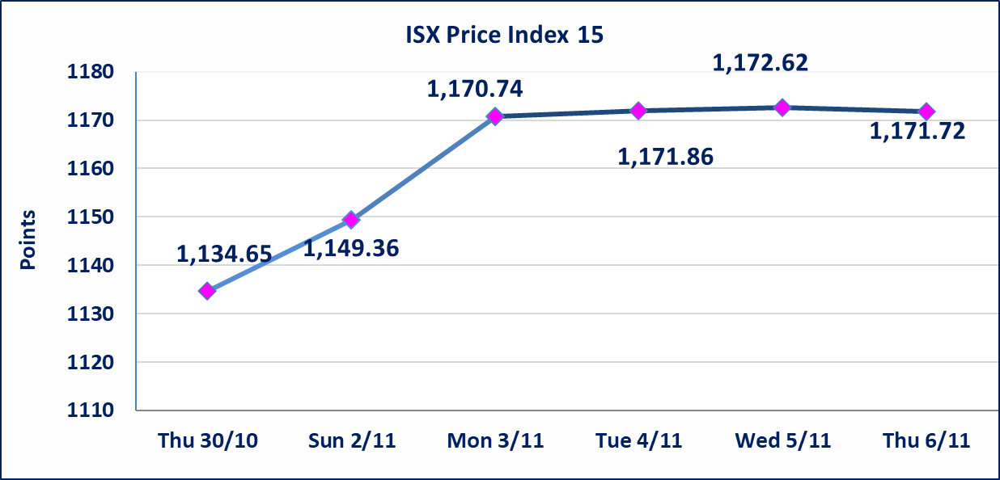 ISX Price Index 15
1180
1170
1160
1150
1140
1130
1120
1110
Points
1,134.65
1,149.36
1,170.74
1,171.86
1,172.62
1,171.72
Thu 30/10
Sun 2/11
Mon 3/11
Tue 4/11
Wed 5/11
Thu 6/11